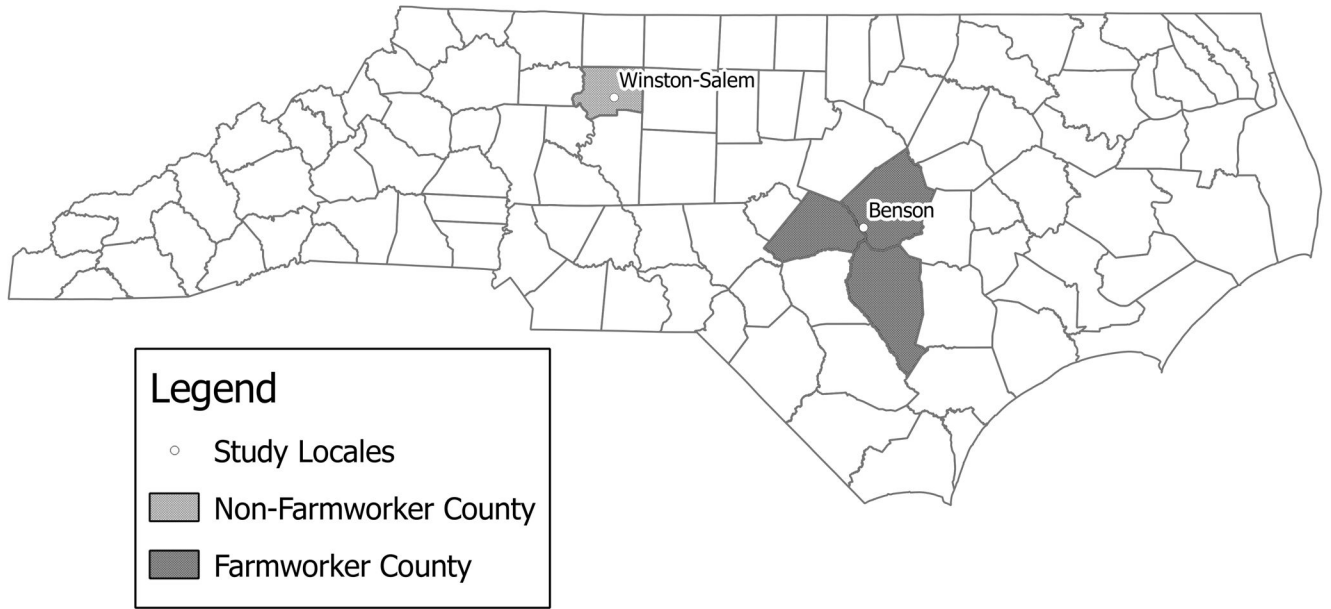 Winston-Salem
Benson
Legend
Study Locales
Non-Farmworker County
Farmworker County